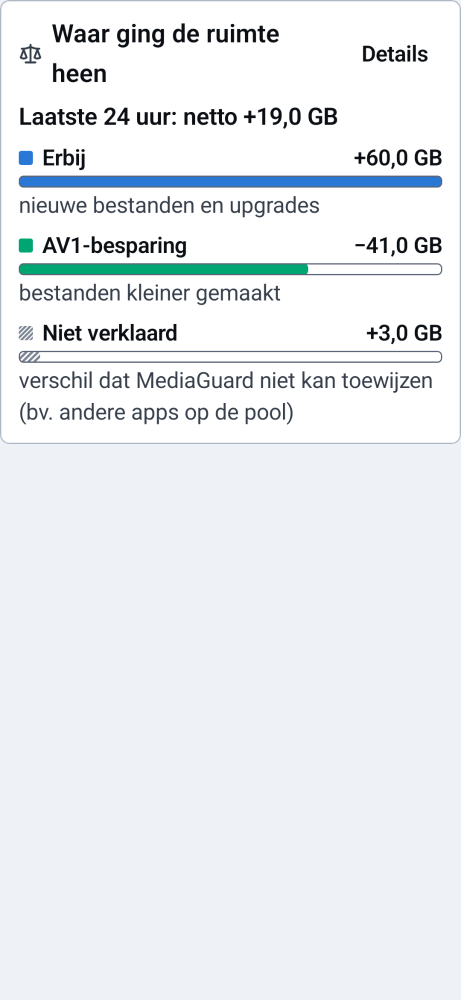 Waar ging de ruimte
heen
Details
Laatste 24 uur: netto +19,0 GB
Erbij +60,0 GB
nieuwe bestanden en upgrades
AV1-besparing −41,0 GB
bestanden kleiner gemaakt
Niet verklaard +3,0 GB
verschil dat MediaGuard niet kan toewijzen
(bv. andere apps op de pool)